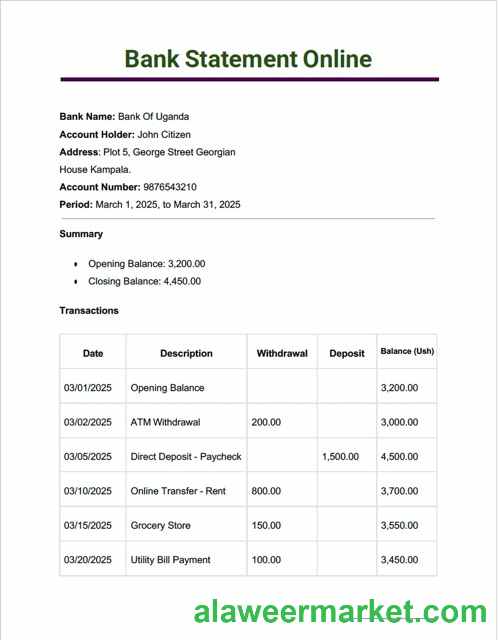 Bank Statement Online
Bank Name: Bank Of Uganda
Account Holder: John Citizen
Address: Plot 5, George Street Georgian
House Kampala.
Account Number: 9876543210
Period: March 1, 2025, to March 31, 2025
Summary
Opening Balance: 3,200.00
Closing Balance: 4,450.00
Transactions
Date Description Withdrawal Deposit Balance (Ush)
03/01/2025 Opening Balance 3,200.00
03/02/2025 ATM Withdrawal 200.00 3,000.00
03/05/2025 Direct Deposit - Paycheck 1,500.00 4,500.00
03/10/2025 Online Transfer - Rent 800.00 3,700.00
03/15/2025 Grocery Store 150.00 3,550.00
03/20/2025 Utility Bill Payment 100.00 3,450.00
alaweermarket.com